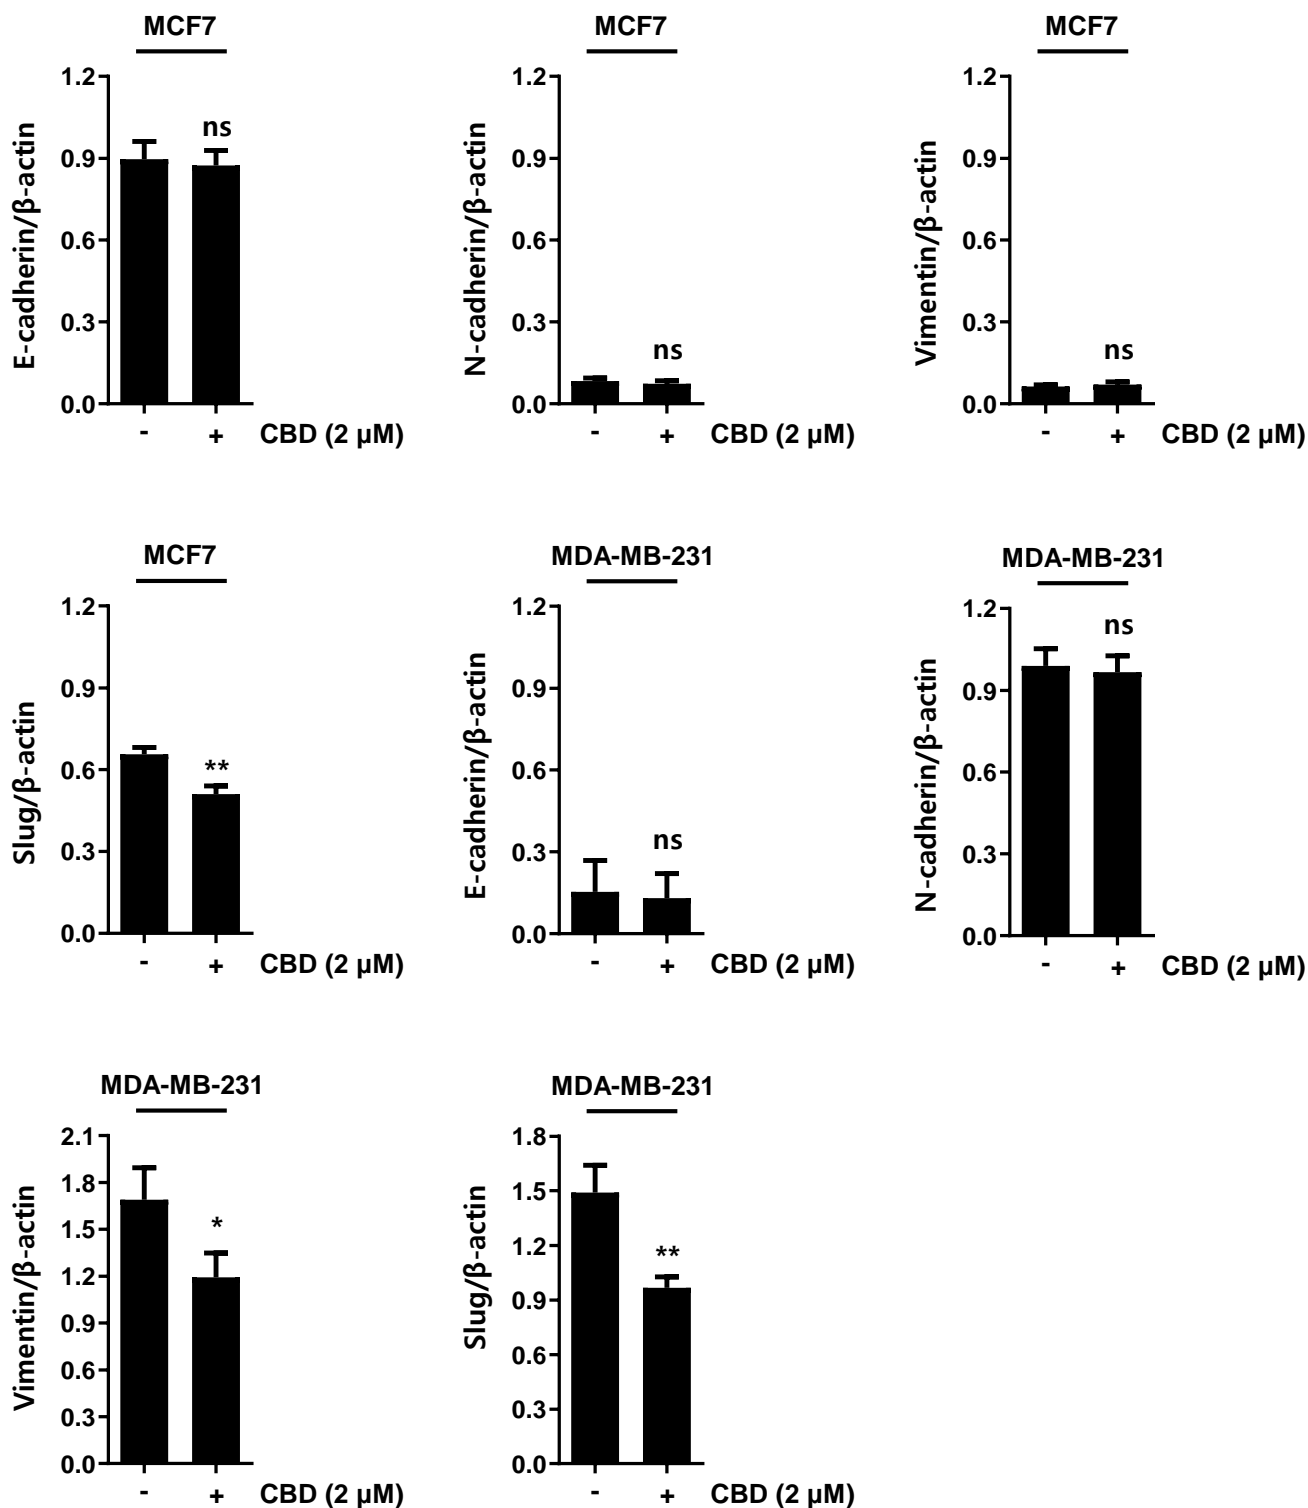 MCF7
1.2
0.9
0.6
0.3
0.0
E-cadherin/β-actin
ns
- + CBD (2 μM)
MCF7
1.2
0.9
0.6
0.3
0.0
N-cadherin/β-actin
ns
- + CBD (2 μM)
MCF7
1.2
0.9
0.6
0.3
0.0
Vimentin/β-actin
ns
- + CBD (2 μM)
MCF7
1.2
0.9
0.6
0.3
0.0
Slug/β-actin
**
- + CBD (2 μM)
MDA-MB-231
1.2
0.9
0.6
0.3
0.0
E-cadherin/β-actin
ns
- + CBD (2 μM)
MDA-MB-231
1.2
0.9
0.6
0.3
0.0
N-cadherin/β-actin
ns
- + CBD (2 μM)
MDA-MB-231
2.1
1.8
1.5
1.2
0.9
0.6
0.3
0.0
Vimentin/β-actin
*
- + CBD (2 μM)
MDA-MB-231
1.8
1.5
1.2
0.9
0.6
0.3
0.0
Slug/β-actin
**
- + CBD (2 μM)